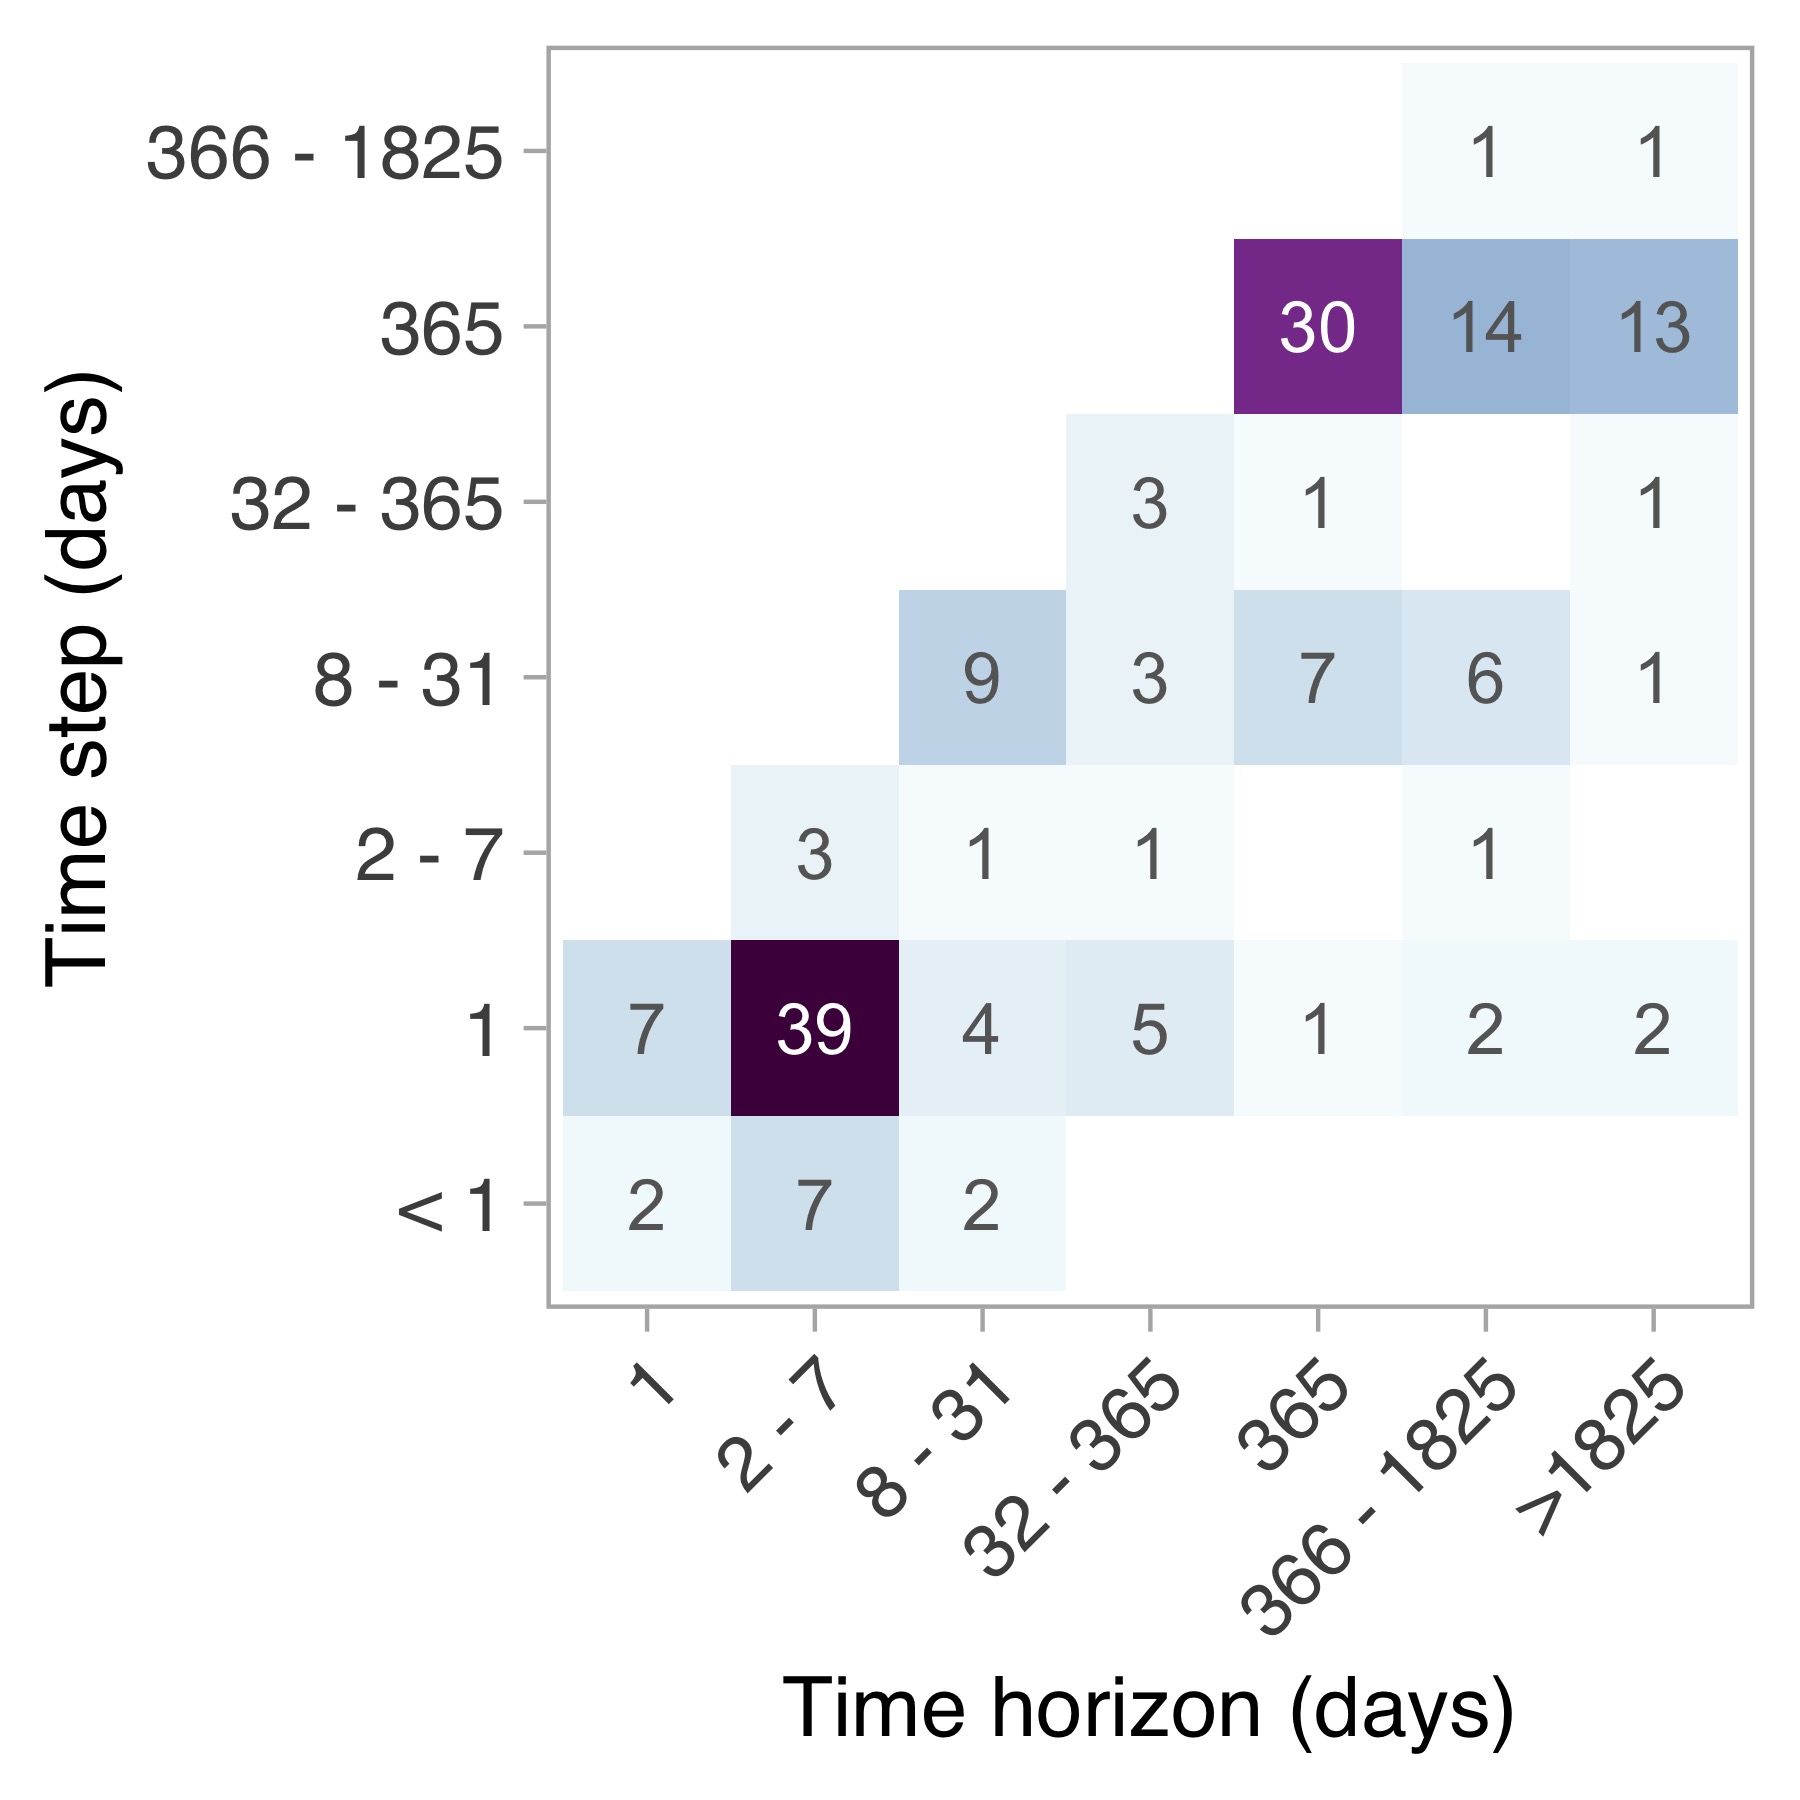 366 - 1825 1 1
365 30 14 13
32 - 365 3 1 1
8 - 31 9 3 7 6 1
2 - 7 3 1 1 1
1 7 39 4 5 1 2 2
< 1 2 7 2
Time step (days)
1 2 - 7 8 - 31 32 - 365 365 366 - 1825 >1825
Time horizon (days)